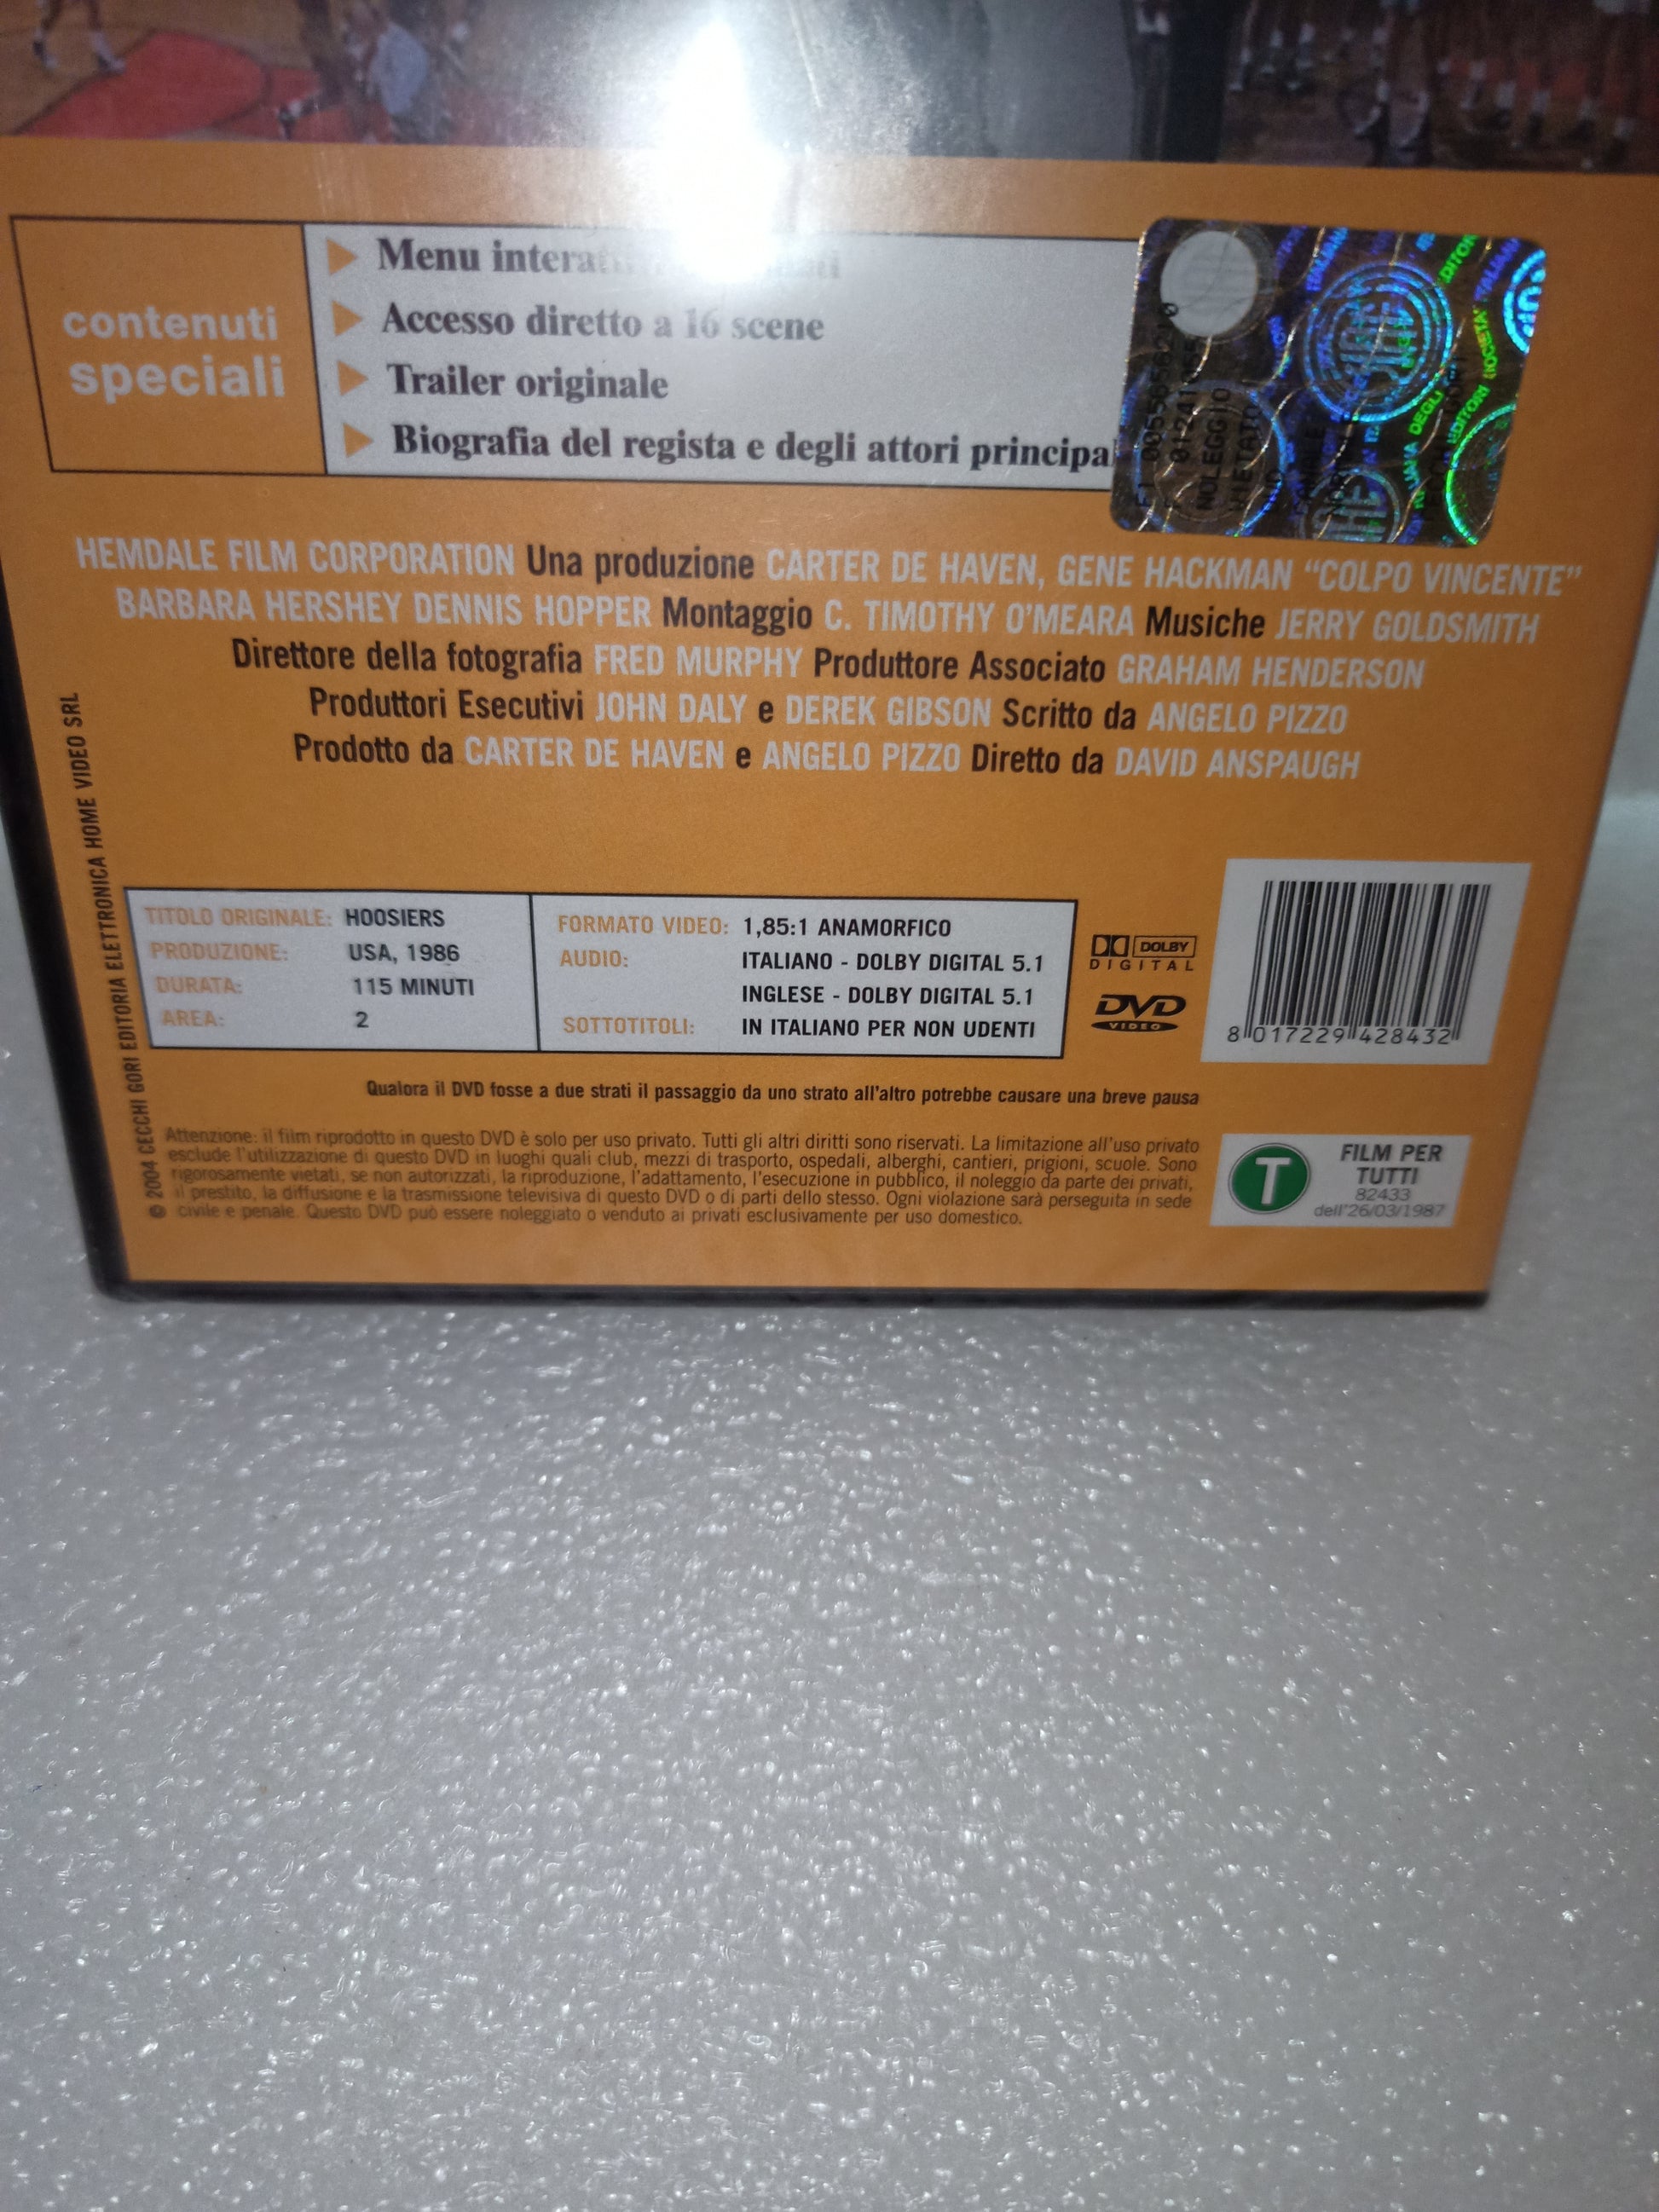 contenuti
speciali
Menu
Accesso diretto a 16 scene
Trailer originale
Biografia del regista e degli attori
NOLEGGIO
VIETATO
HEMDALE FILM CORPORATION Una produzione CARTER DE HAVEN, GENE HACKMAN “COLPO VINCENTE”
BARBARA HERSHEY DENNIS HOPPER Montaggio C. TIMOTHY O'MEARA Musiche JERRY GOLDSMITH
Direttore della fotografia FRED MURPHY Produttore Associato GRAHAM HENDERSON
Produttori Esecutivi JOHN DALY e DEREK GIBSON Scritto da ANGELO PIZZO
Prodotto da CARTER DE HAVEN e ANGELO PIZZO Diretto da DAVID ANSPAUGH
© 2004 CECCHI GORI EDITORIA ELETTRONICA HOME VIDEO SRL
TITOLO ORIGINALE: HOOSIERS
PRODUZIONE: USA, 1986
DURATA: 115 MINUTI
AREA: 2
FORMATO VIDEO: 1,85:1 ANAMORFICO
AUDIO: ITALIANO - DOLBY DIGITAL 5.1
INGLESE - DOLBY DIGITAL 5.1
SOTTOTITOLI: IN ITALIANO PER NON UDENTI
DOLBY
DIGITAL
DVD
VIDEO
8 017229 428432
Qualora il DVD fosse a due strati il passaggio da uno strato all'altro potrebbe causare una breve pausa
Attenzione: il film riprodotto in questo DVD è solo per uso privato. Tutti gli altri diritti sono riservati. La limitazione all'uso privato
esclude l'utilizzazione di questo DVD in luoghi quali club, mezzi di trasporto, ospedali, alberghi, cantieri, prigioni, scuole. Sono
rigorosamente vietati, se non autorizzati, la riproduzione, l'adattamento, l'esecuzione in pubblico, il noleggio da parte dei privati,
il prestito, la diffusione e la trasmissione televisiva di questo DVD o di parti dello stesso. Ogni violazione sarà perseguita in sede
civile e penale. Questo DVD può essere noleggiato o venduto ai privati esclusivamente per uso domestico.
T
FILM PER
TUTTI
82433
dell'26/03/1987